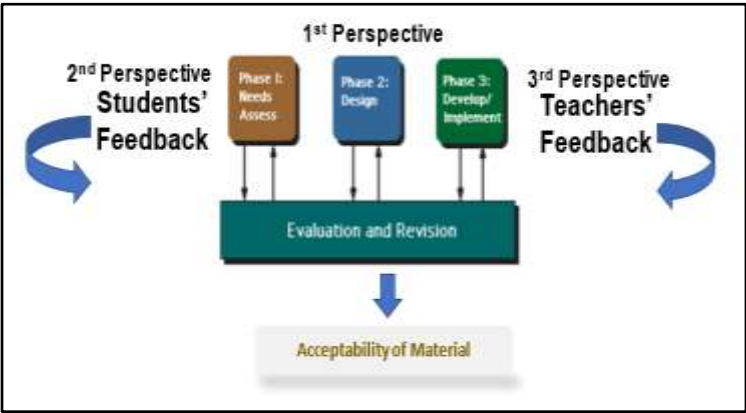 1st Perspective
2nd Perspective
Students'
Feedback
Phase 1:
Needs
Assess
Phase 2:
Design
Phase 3:
Develop/
Implement
3rd Perspective
Teachers'
Feedback
Evaluation and Revision
Acceptability of Material